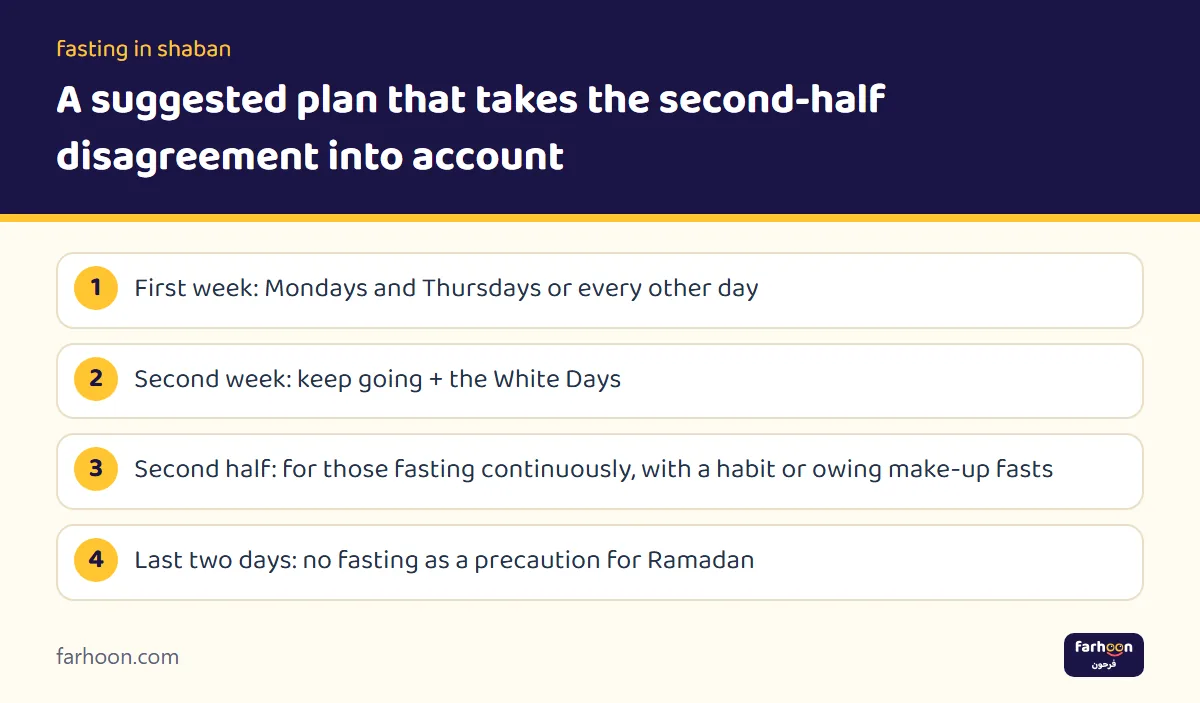 fasting in shaban
A suggested plan that takes the second-half
disagreement into account
1 First week: Mondays and Thursdays or every other day
2 Second week: keep going + the White Days
3 Second half: for those fasting continuously, with a habit or owing make-up fasts
4 Last two days: no fasting as a precaution for Ramadan
farhoon.com
farhoon
فرحون